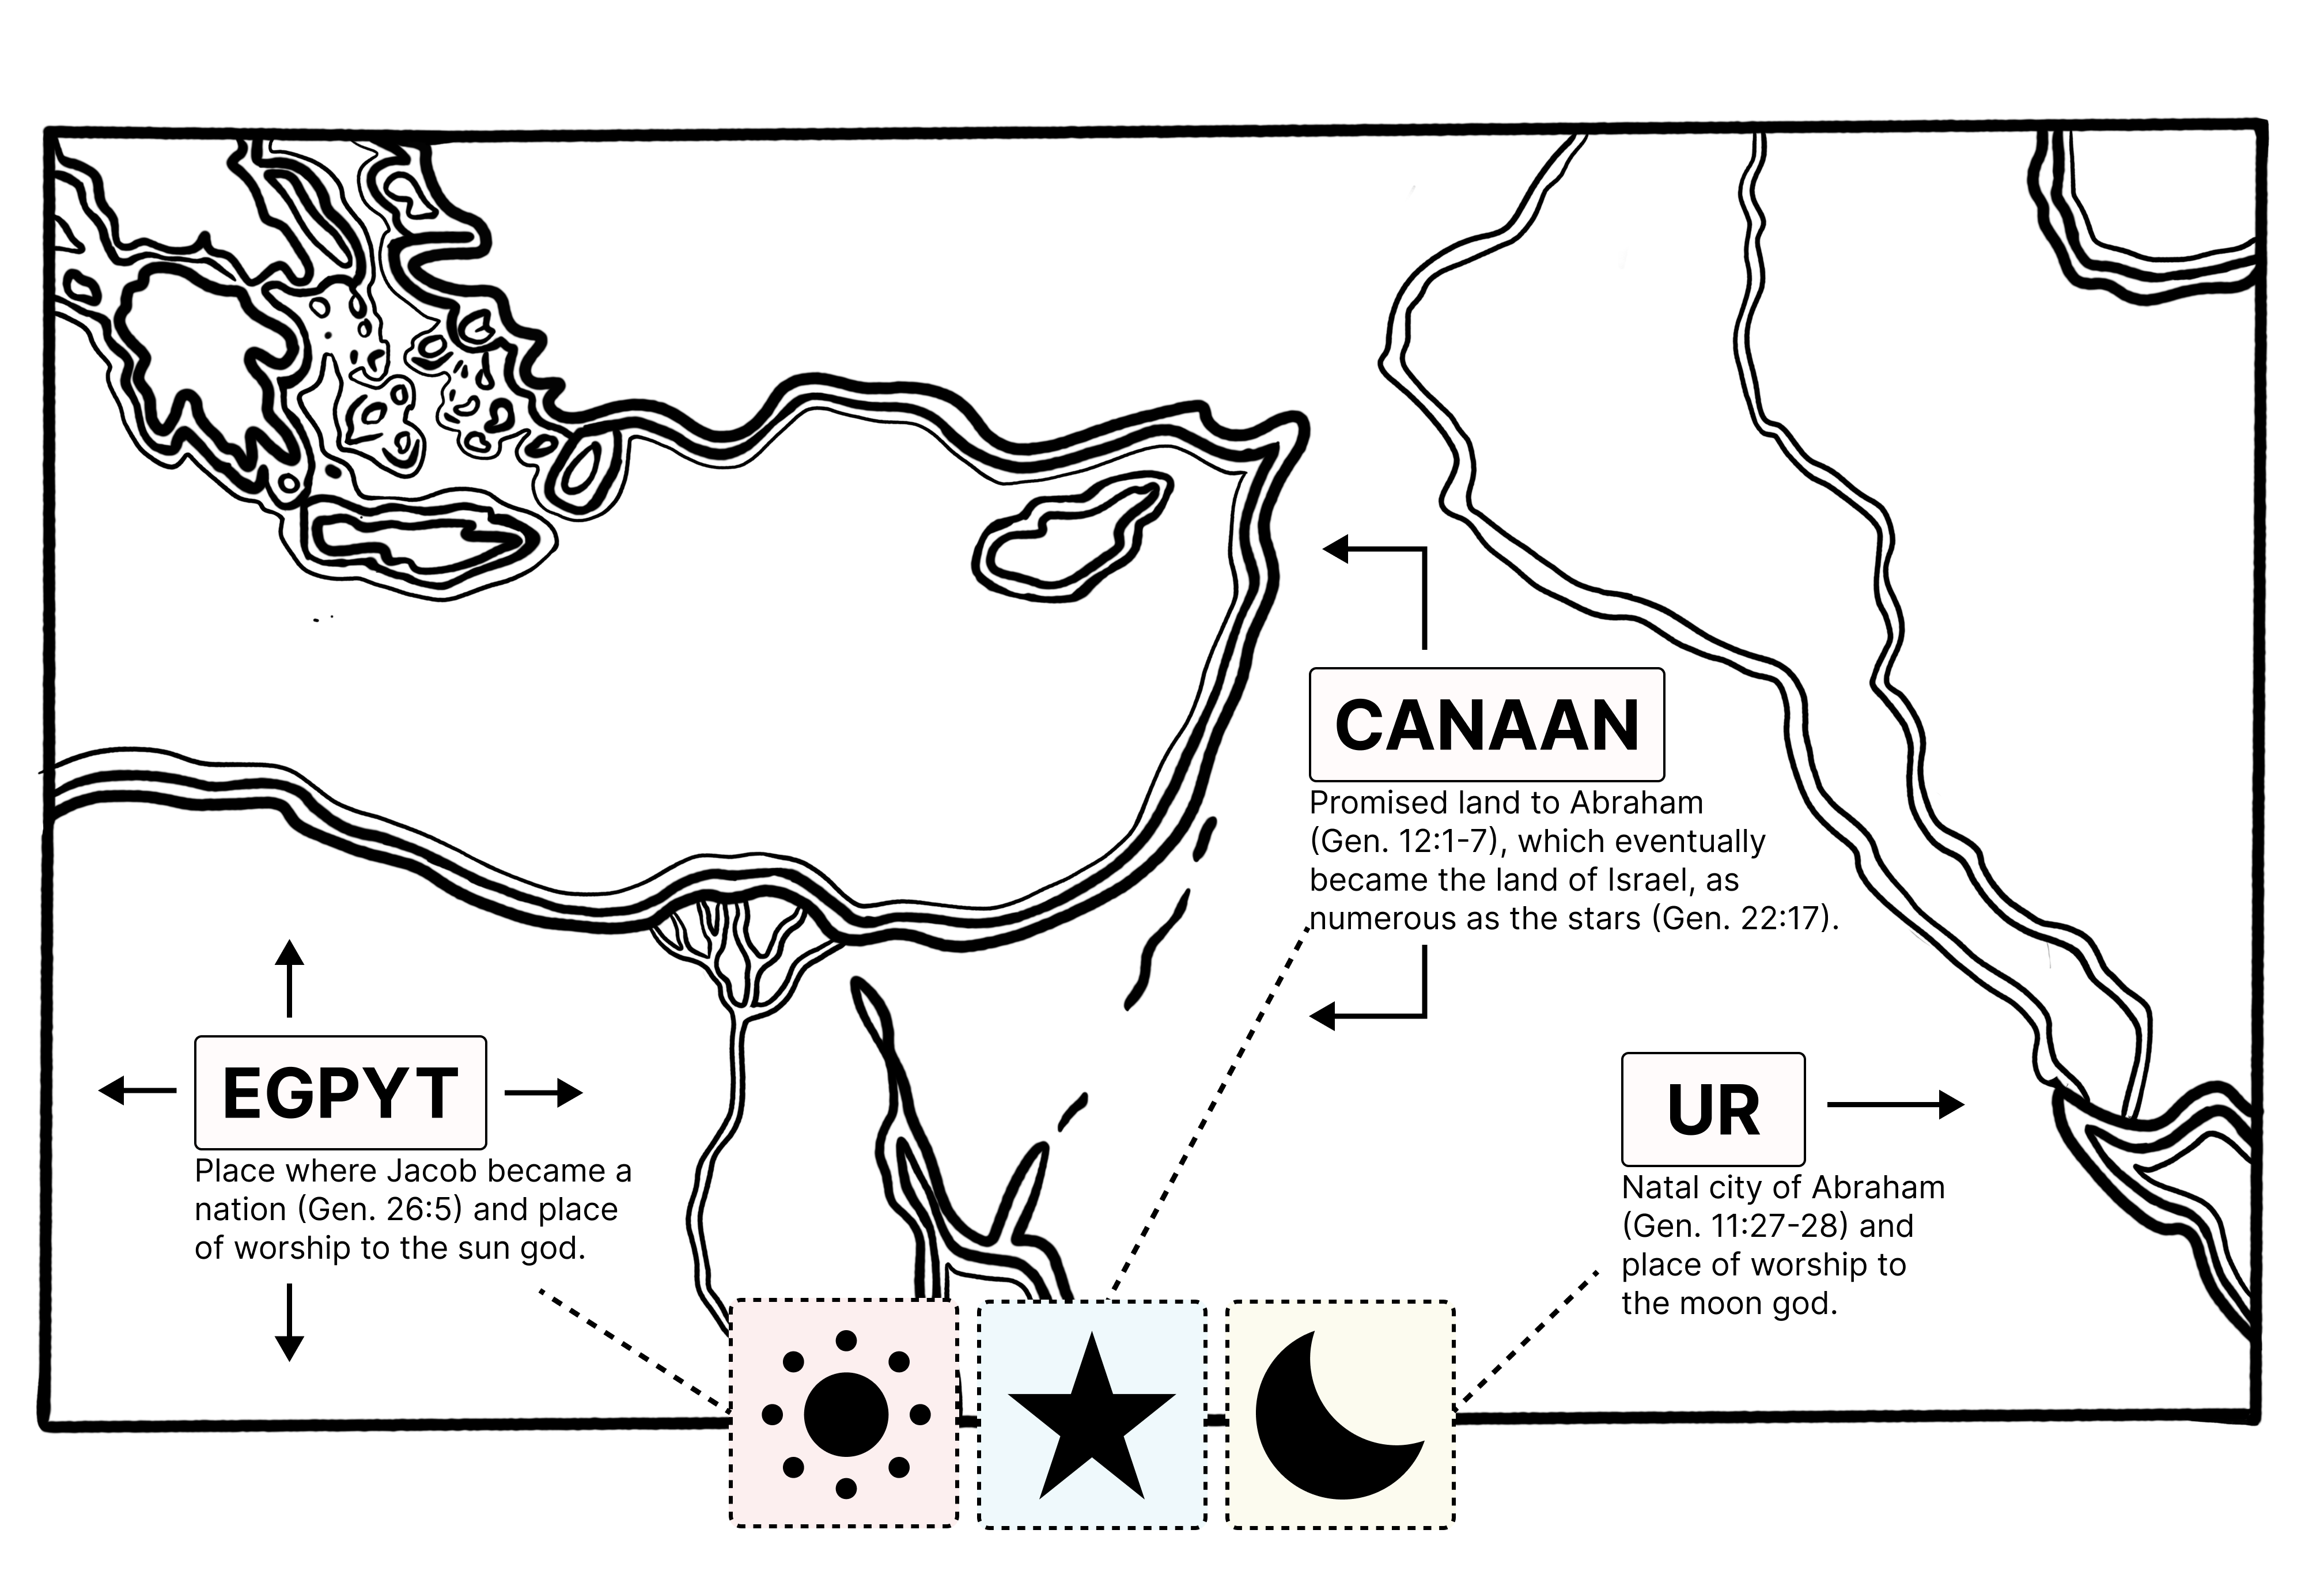 CANAAN
Promised land to Abraham
(Gen. 12:1-7), which eventually
became the land of Israel, as
numerous as the stars (Gen. 22:17).
EGPYT
Place where Jacob became a
nation (Gen. 26:5) and place
of worship to the sun god.
UR
Natal city of Abraham
(Gen. 11:27-28) and
place of worship to
the moon god.